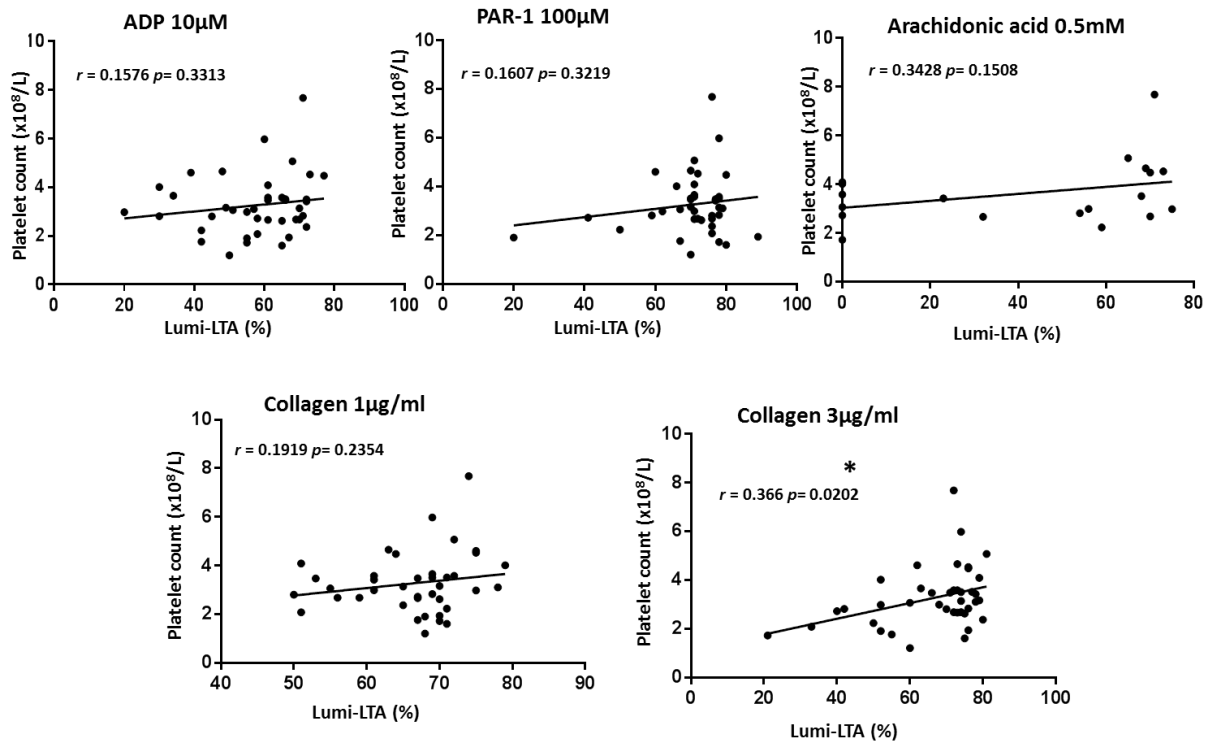 ADP 10µM
r = 0.1576 p= 0.3313
Platelet count (x10⁸/L)
10
8
6
4
2
0
0 20 40 60 80 100
Lumi-LTA (%)
PAR-1 100µM
r = 0.1607 p= 0.3219
Platelet count (x10⁸/L)
10
8
6
4
2
0
0 20 40 60 80 100
Lumi-LTA (%)
Arachidonic acid 0.5mM
r = 0.3428 p= 0.1508
Platelet count (x10⁸/L)
10
8
6
4
2
0
0 20 40 60 80
Lumi-LTA (%)
Collagen 1µg/ml
r = 0.1919 p= 0.2354
Platelet count (x10⁸/L)
10
8
6
4
2
0
40 50 60 70 80 90
Lumi-LTA (%)
Collagen 3µg/ml
*
r = 0.366 p= 0.0202
Platelet count (x10⁸/L)
10
8
6
4
2
0
0 20 40 60 80 100
Lumi-LTA (%)